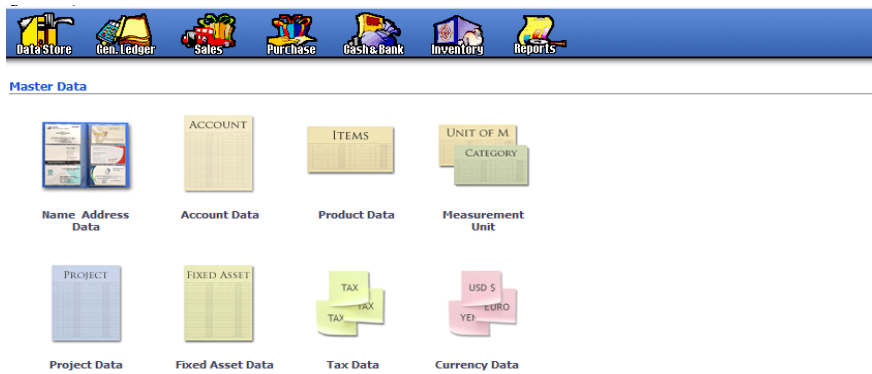 Data Store Gen. Ledger Sales Purchase Cash & Bank Inventory Reports
Master Data
ACCOUNT
ITEMS
UNIT OF M
CATEGORY
Name Address Data
Account Data
Product Data
Measurement Unit
PROJECT
FIXED ASSET
TAX
TAX
TAX
USD $
EURO
YEN
Project Data
Fixed Asset Data
Tax Data
Currency Data